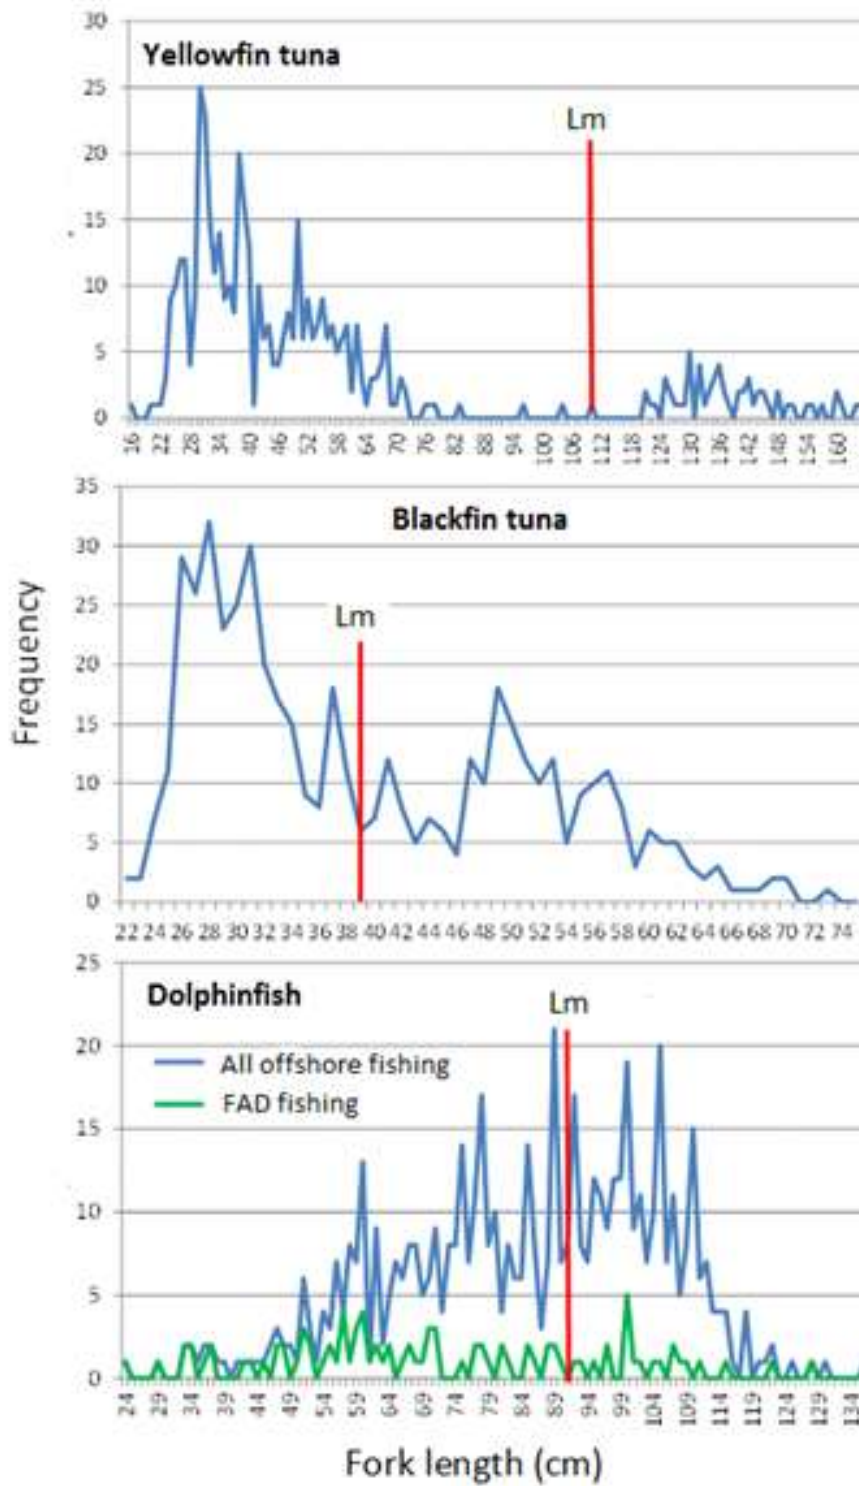 30
Yellowfin tuna
25
Lm
20
15
10
5
0
16 22 28 34 40 46 52 58 64 70 76 82 88 94 100 106 112 118 124 130 136 142 148 154 160
35
Blackfin tuna
30
25
Lm
20
15
10
5
0
22 24 26 28 30 32 34 36 38 40 42 44 46 48 50 52 54 56 58 60 62 64 66 68 70 72 74
Frequency
25
Dolphinfish
Lm
20
All offshore fishing
FAD fishing
15
10
5
0
24 29 34 39 44 49 54 59 64 69 74 79 84 89 94 99 104 109 114 119 124 129 134
Fork length (cm)